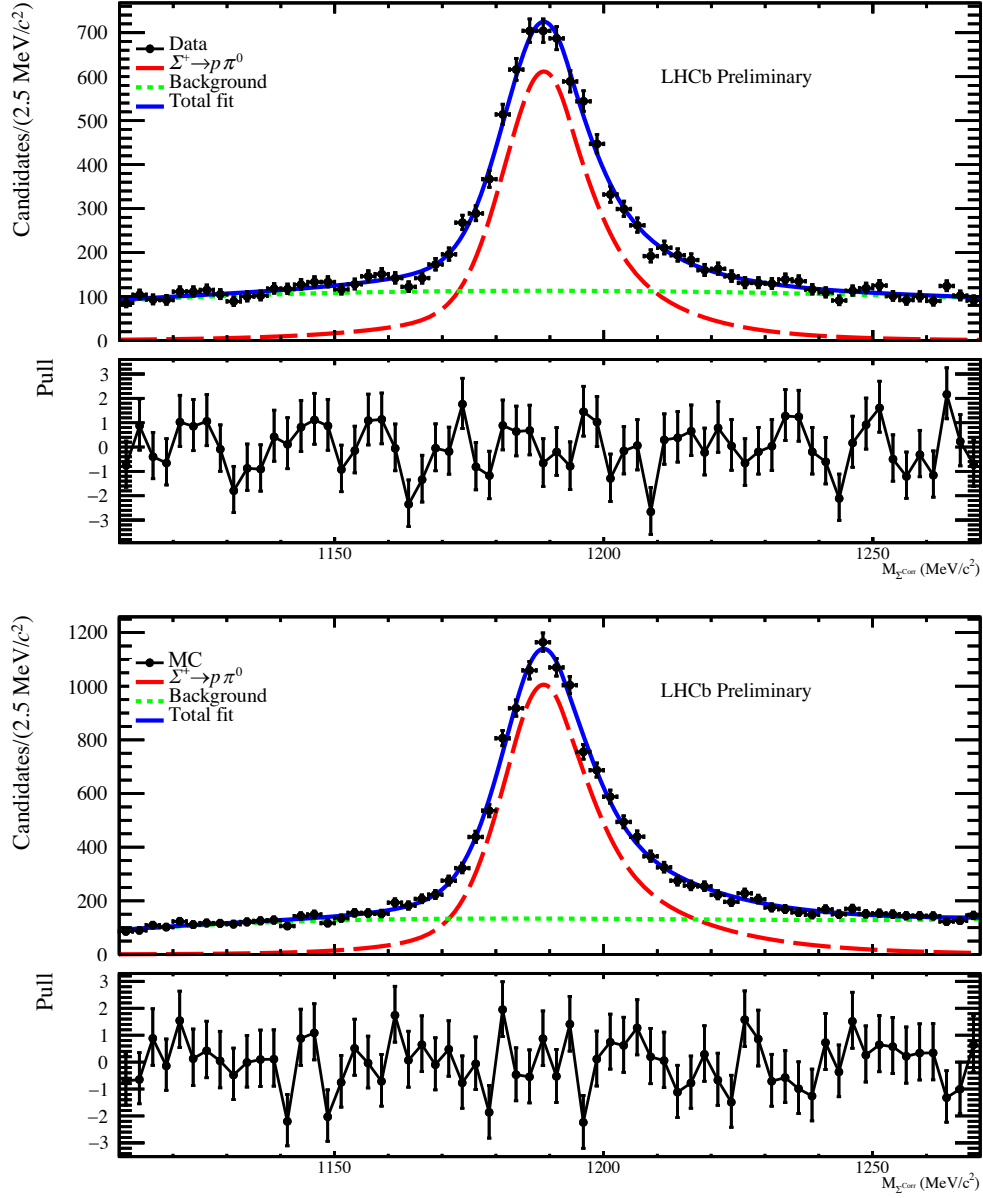 Candidates/(2.5 MeV/c²)
700
600
500
400
300
200
100
0
Data
Σ⁺→p π⁰
Background
Total fit
LHCb Preliminary
Pull
3
2
1
0
−1
−2
−3
1150
1200
1250
M_Σ^Corr (MeV/c²)
Candidates/(2.5 MeV/c²)
1200
1000
800
600
400
200
0
MC
Σ⁺→p π⁰
Background
Total fit
LHCb Preliminary
Pull
3
2
1
0
−1
−2
−3
1150
1200
1250
M_Σ^Corr (MeV/c²)